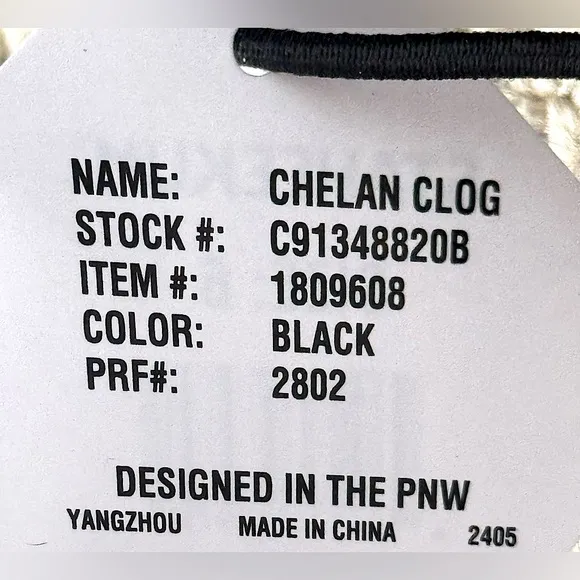 NAME: CHELAN CLOG
STOCK #: C91348820B
ITEM #: 1809608
COLOR: BLACK
PRF#: 2802
DESIGNED IN THE PNW
YANGZHOU MADE IN CHINA 2405